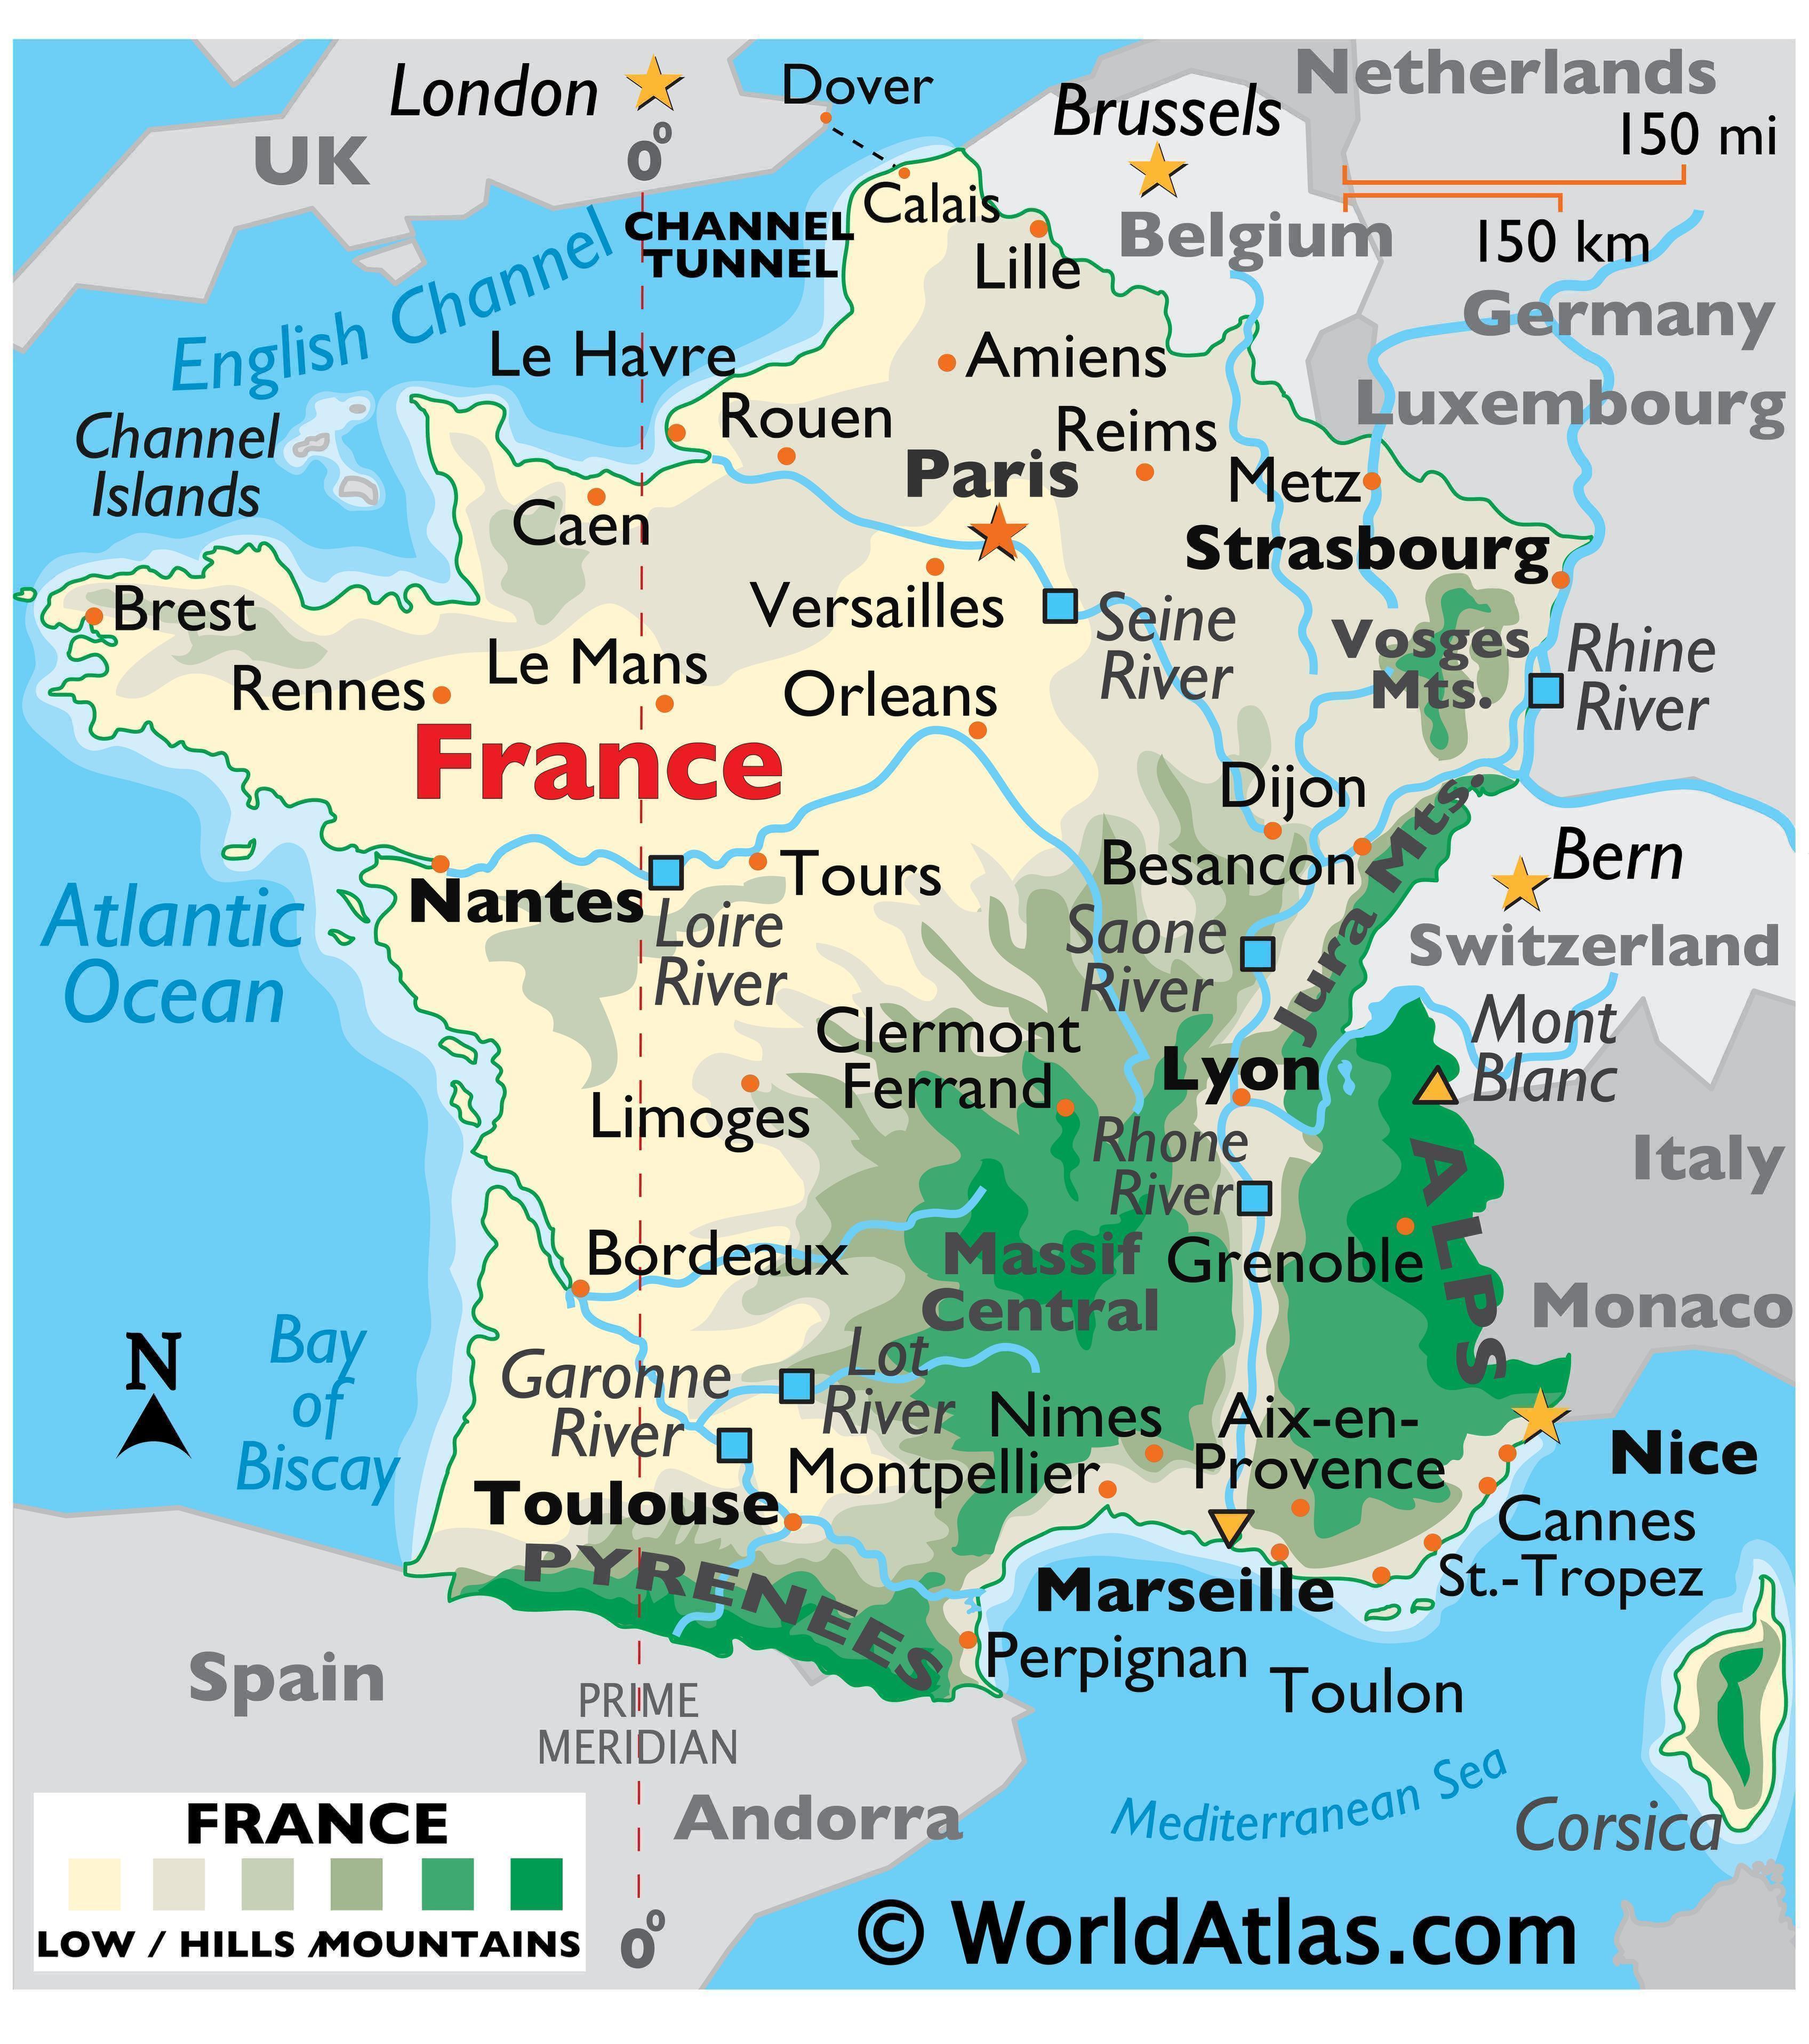 London
Dover
Brussels
Netherlands
150 mi
UK
0°
Calais
CHANNEL
TUNNEL
Belgium
150 km
Lille
English Channel
Germany
Le Havre
Amiens
Luxembourg
Channel
Islands
Rouen
Reims
Paris
Metz
Caen
Strasbourg
Brest
Versailles
Seine
River
Vosges
Mts.
Rhine
River
Le Mans
Rennes
Orleans
France
Dijon
Jura Mts.
Besancon
Bern
Tours
Nantes
Loire
River
Saone
River
Switzerland
Atlantic
Ocean
Mont
Blanc
Clermont
Ferrand
Lyon
Limoges
Rhone
River
ALPS
Italy
Bordeaux
Massif
Central
Grenoble
Monaco
N
Bay
of
Biscay
Garonne
River
Lot
River
Nimes
Aix-en-
Provence
Montpellier
Nice
Toulouse
Cannes
PYRENEES
Marseille
St.-Tropez
Perpignan
Toulon
Spain
PRIME
MERIDIAN
Andorra
Mediterranean Sea
Corsica
FRANCE
LOW / HILLS /MOUNTAINS
0°
© WorldAtlas.com